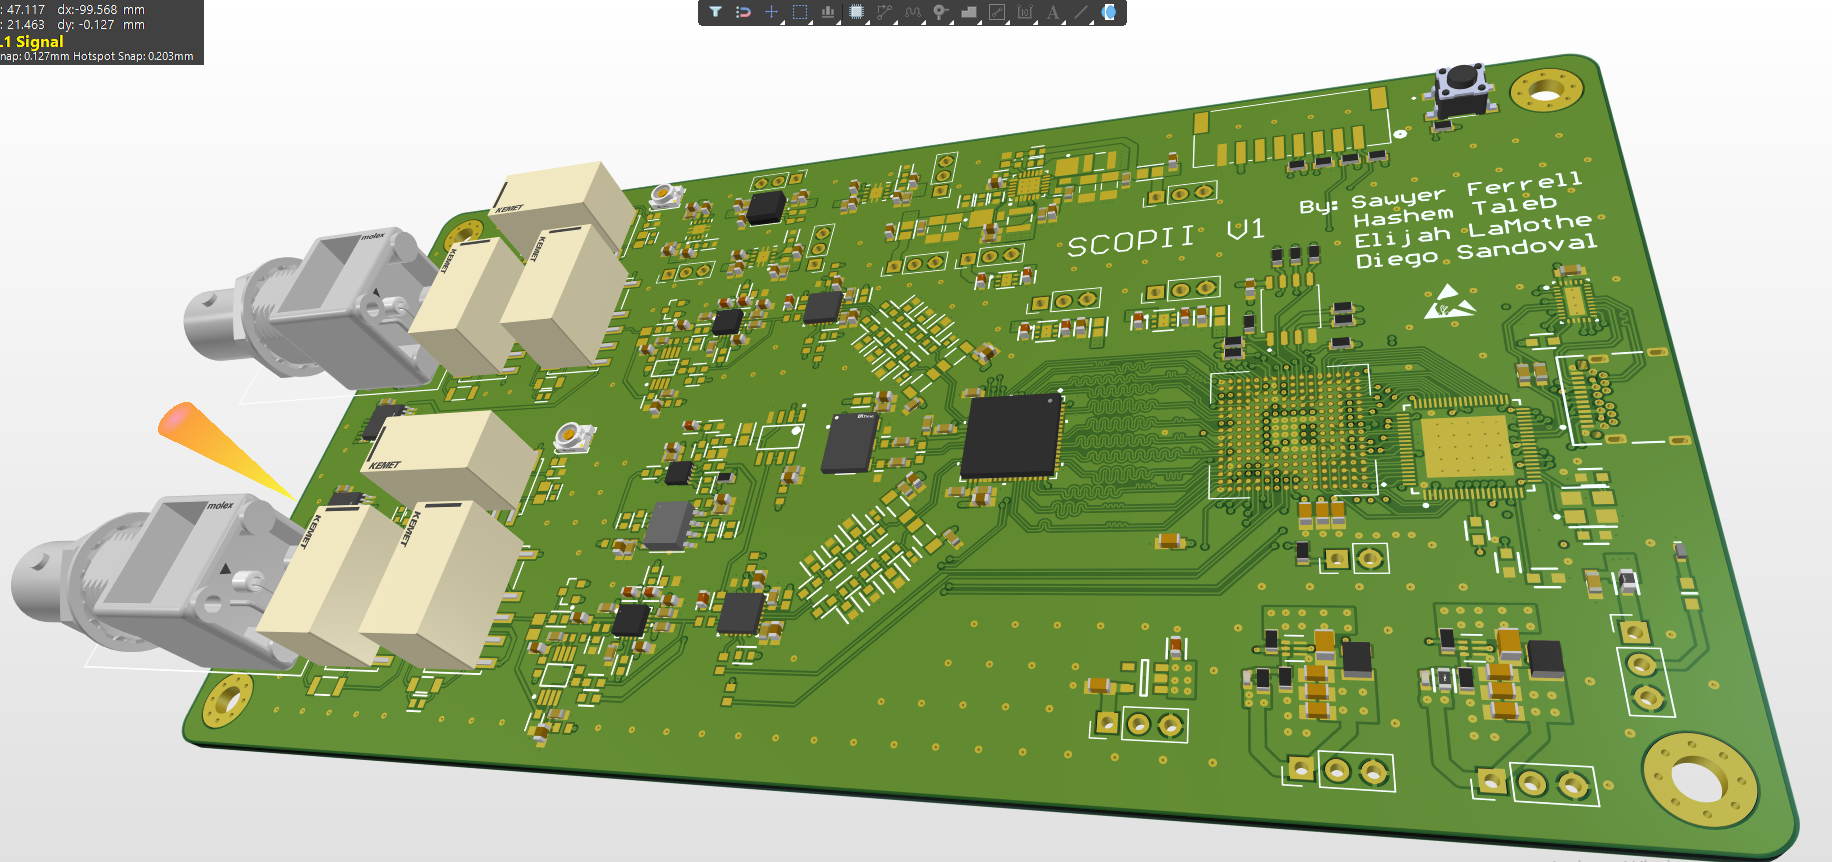 : 47.117 dx:-99.568 mm
: 21.463 dy: -0.127 mm
.1 Signal
nap: 0.127mm Hotspot Snap: 0.203mm
KEMET
molex
KEMET
KEMET
SCOPII V1
By: Sawyer Ferrell
Hashem Taleb
Elijah LaMothe
Diego Sandoval
KEMET
molex
KEMET
KEMET